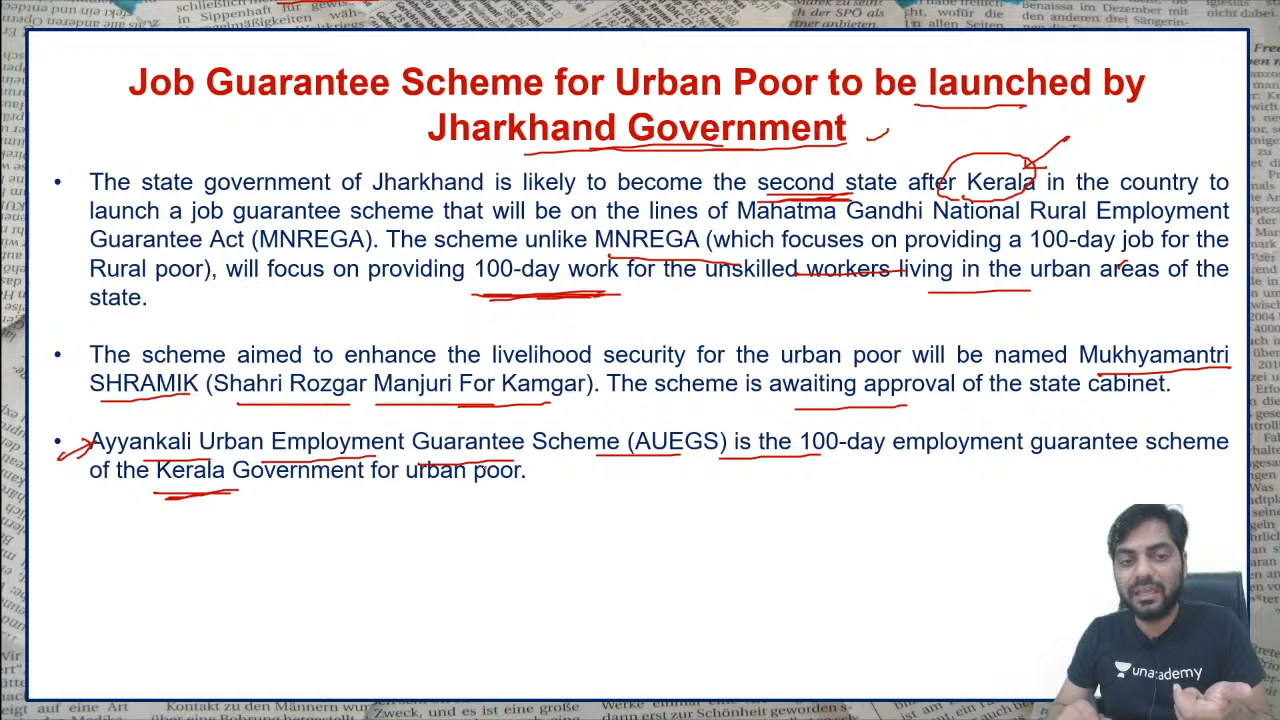 Job Guarantee Scheme for Urban Poor to be launched by
Jharkhand Government
• The state government of Jharkhand is likely to become the second state after Kerala in the country to
launch a job guarantee scheme that will be on the lines of Mahatma Gandhi National Rural Employment
Guarantee Act (MNREGA). The scheme unlike MNREGA (which focuses on providing a 100-day job for the
Rural poor), will focus on providing 100-day work for the unskilled workers living in the urban areas of the
state.
• The scheme aimed to enhance the livelihood security for the urban poor will be named Mukhyamantri
SHRAMIK (Shahri Rozgar Manjuri For Kamgar). The scheme is awaiting approval of the state cabinet.
• Ayyankali Urban Employment Guarantee Scheme (AUEGS) is the 100-day employment guarantee scheme
of the Kerala Government for urban poor.
unacademy